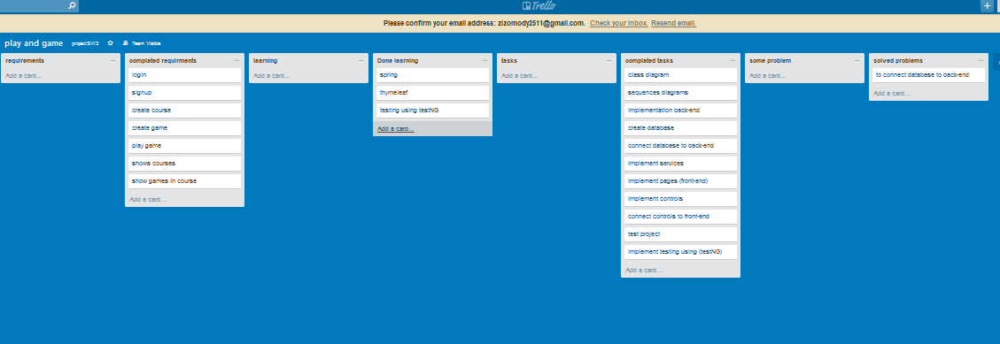 Trello
Please confirm your email address: zizomody2511@gmail.com. Check your inbox. Resend email.
play and game projectSW2 Team Visible
requirements
Add a card...
omplated requirments
login
signup
create course
create game
play game
shows courses
show games in course
Add a card...
learning
Add a card...
Done learning
spring
thymeleaf
testing using testNG
Add a card...
tasks
Add a card...
omplated tasks
class diagram
sequences diagrams
implementation back-end
create database
connect database to back-end
implement services
implement pages (front-end)
implement controls
connect controls to front-end
test project
implement testing using (testNG)
Add a card...
some problem
Add a card...
solved problems
to connect database to back-end
Add a card...